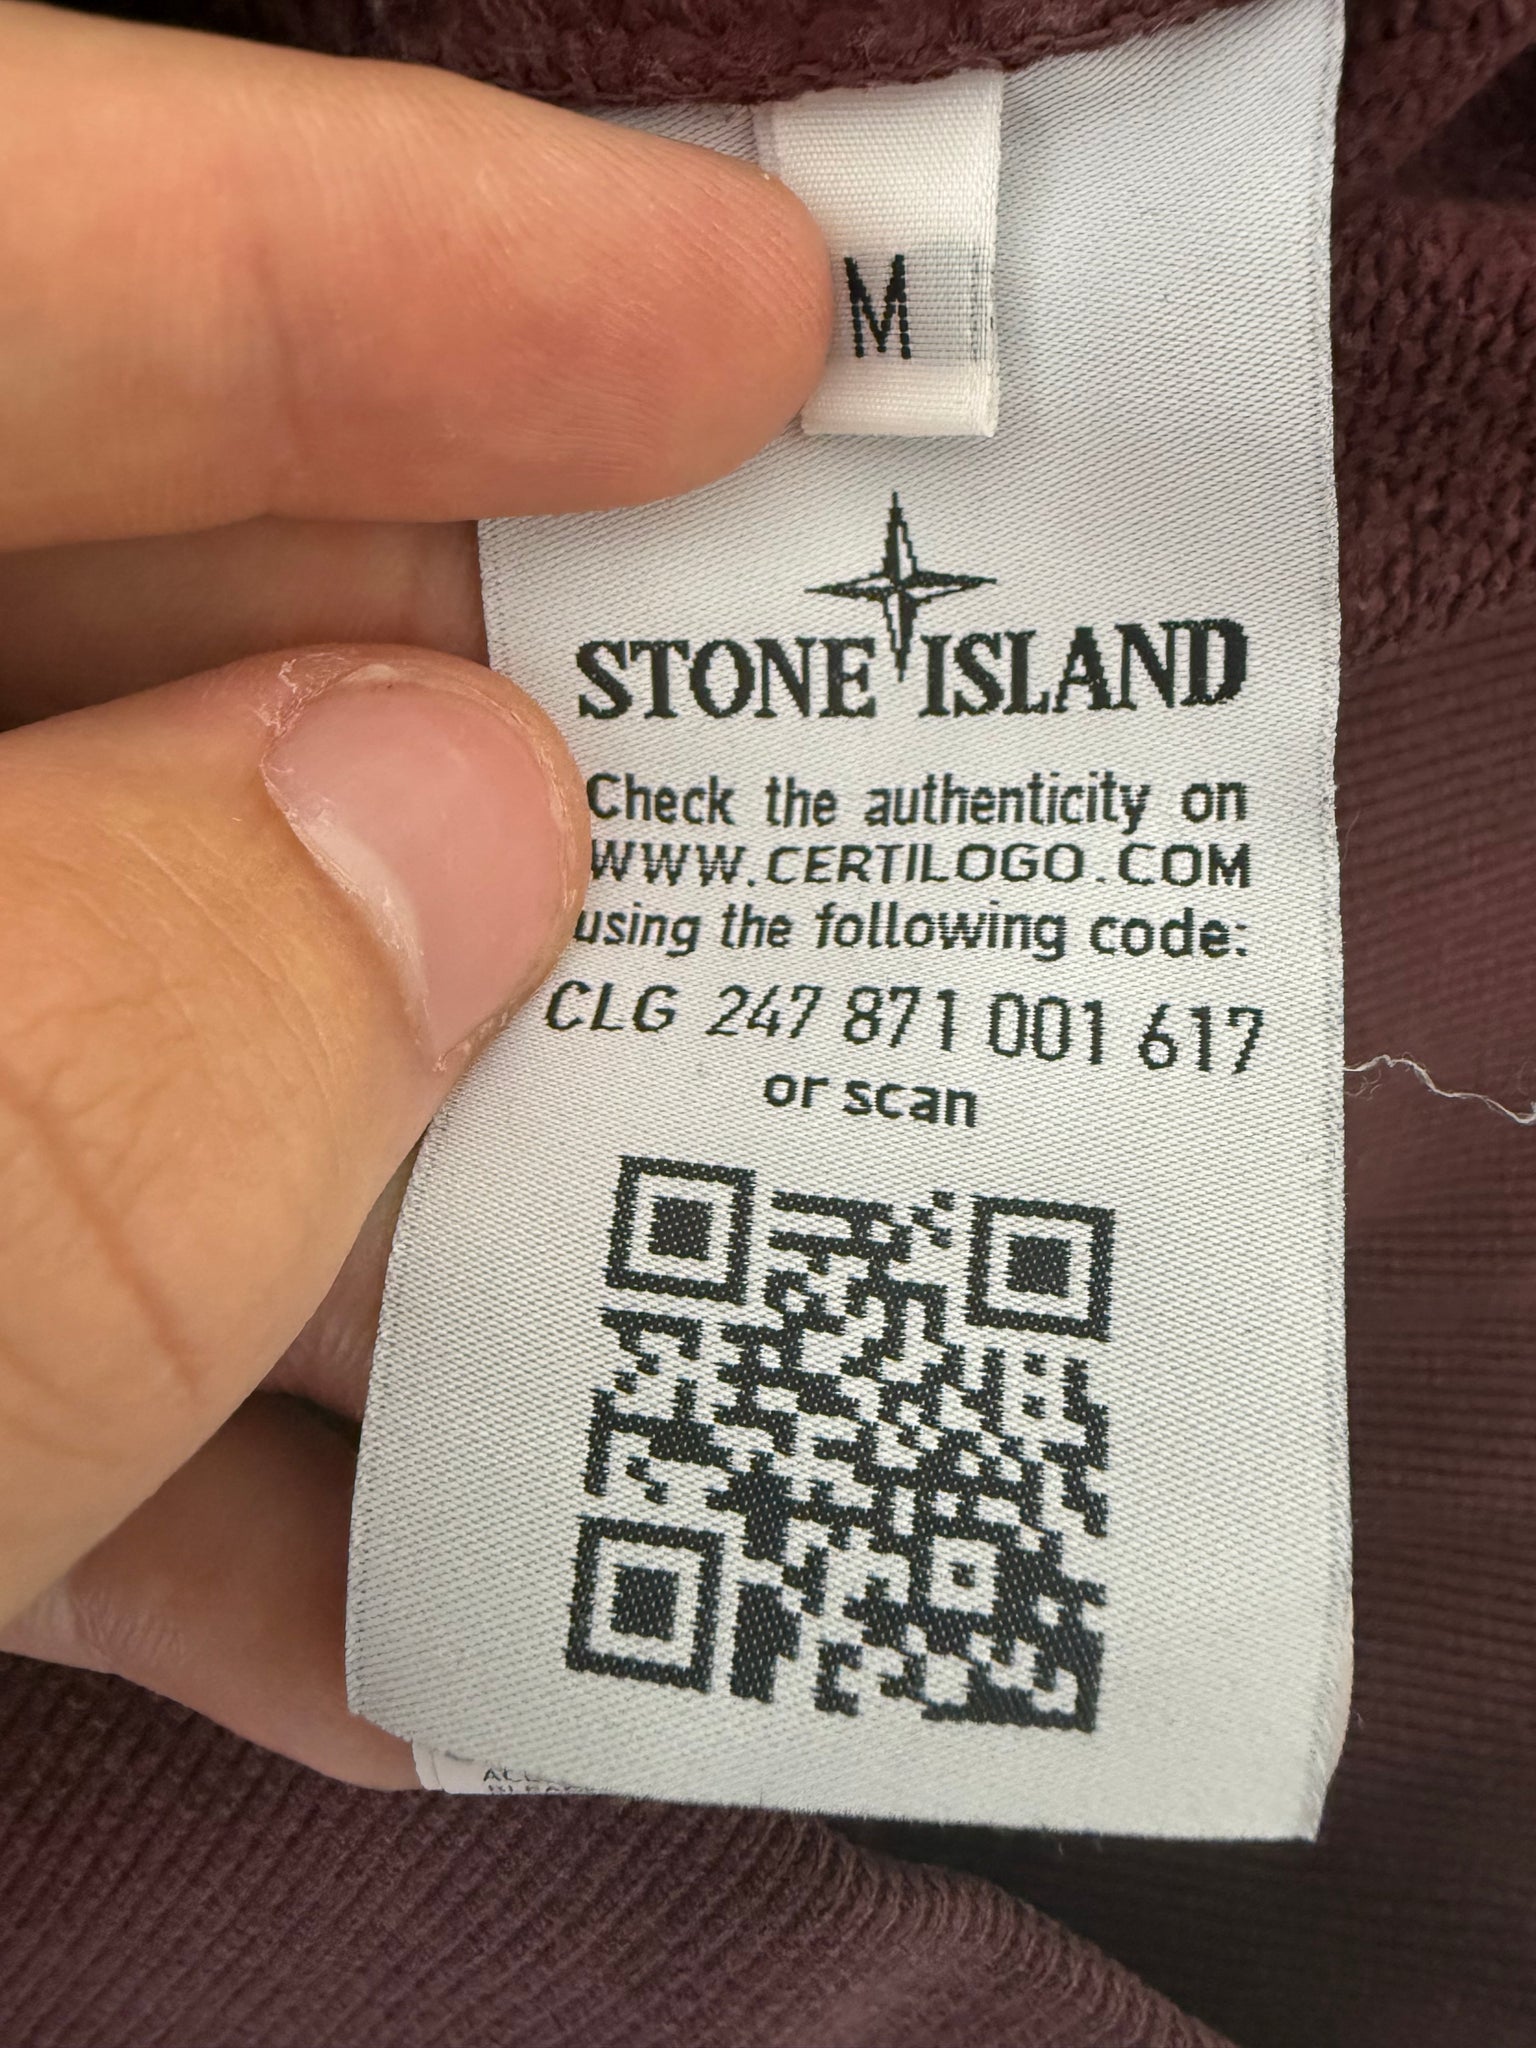 M
STONE ISLAND
Check the authenticity on
WWW.CERTILOGO.COM
using the following code:
CLG 247 871 001 617
or scan